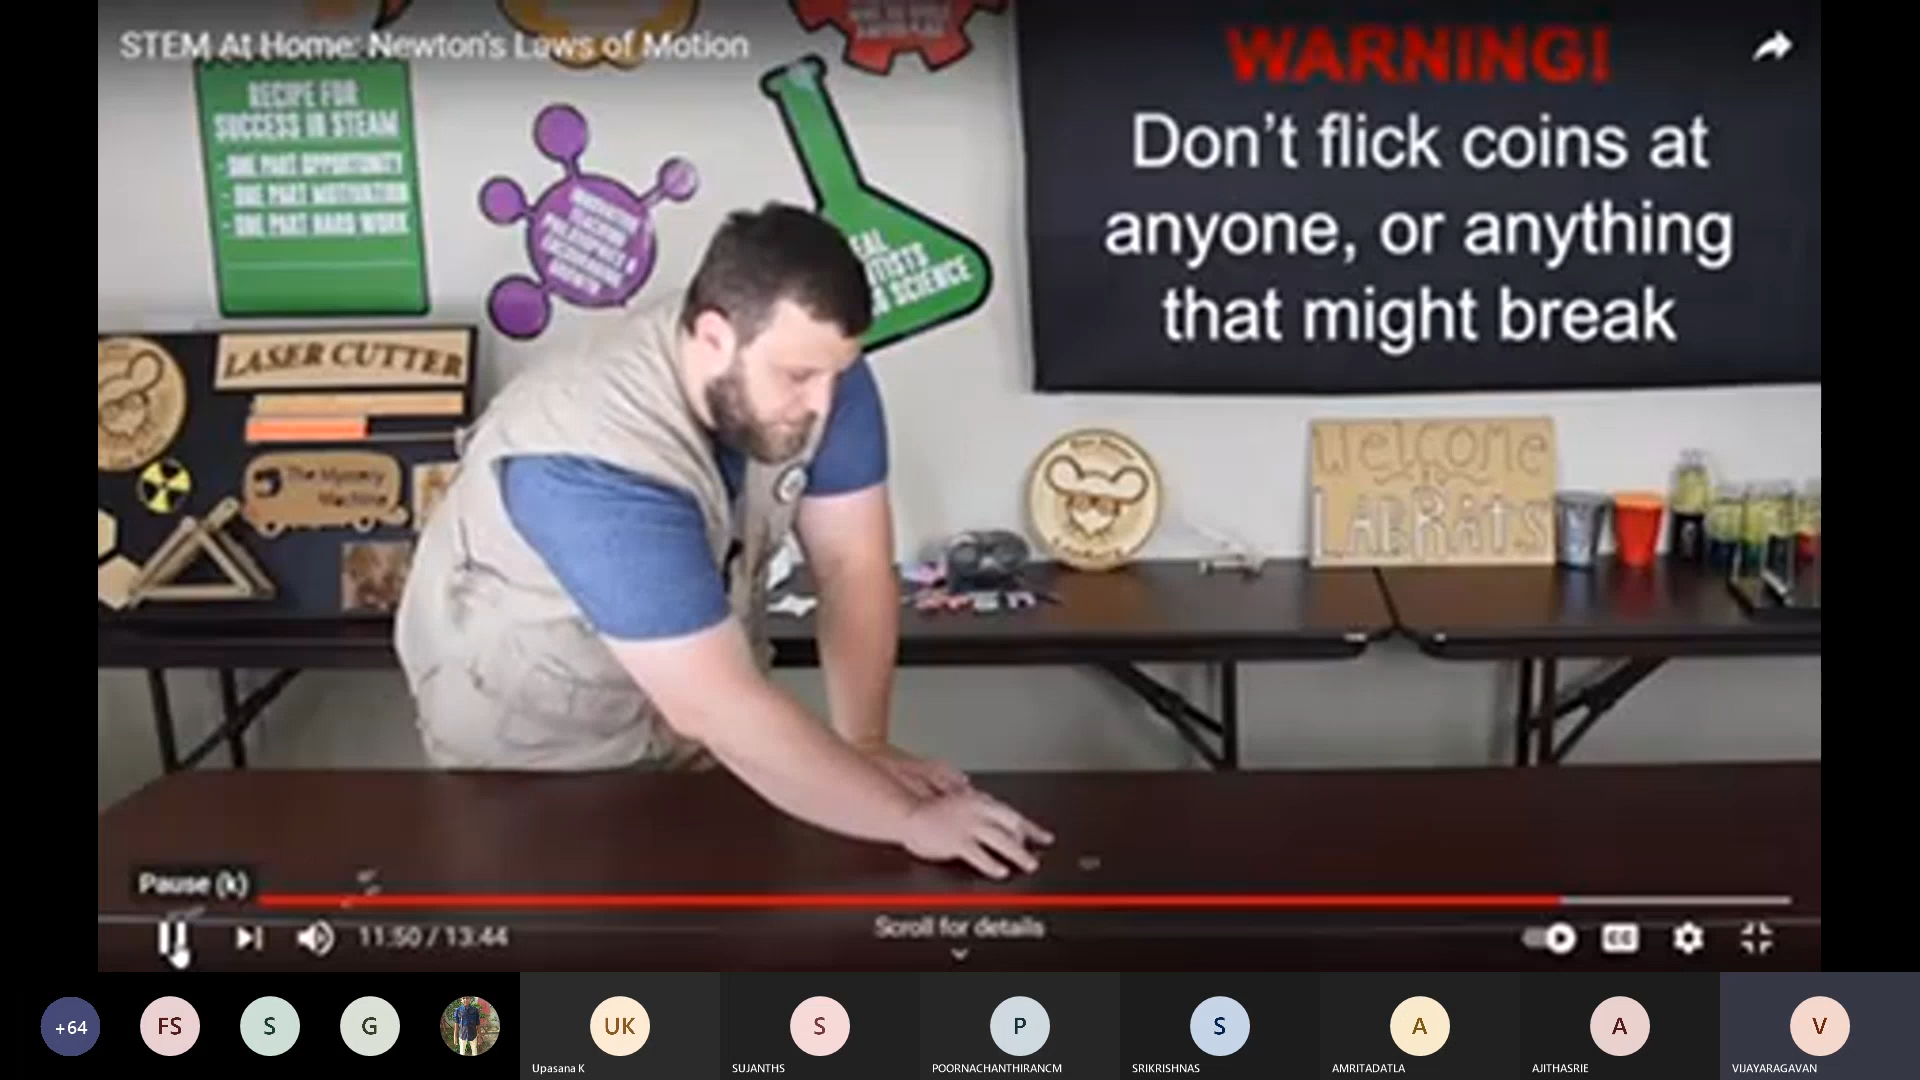 STEM At Home: Newton's Laws of Motion
WARNING!
Don't flick coins at
anyone, or anything
that might break
RECIPE FOR
SUCCESS IN STEAM
- ONE PART OPPORTUNITY
- ONE PART MOTIVATION
- ONE PART HARD WORK
SCIENCE
LASER CUTTER
The Mystery
Machine
Welcome
LABRATS
Pause (k)
11:50 / 13:44
Scroll for details
CC
+64
FS
S
G
UK
S
P
S
A
A
V
Upasana K
SUJANTHS
POORNACHANTHIRANCM
SRIKRISHNAS
AMRITADATLA
AJITHASRIE
VIJAYARAGAVAN